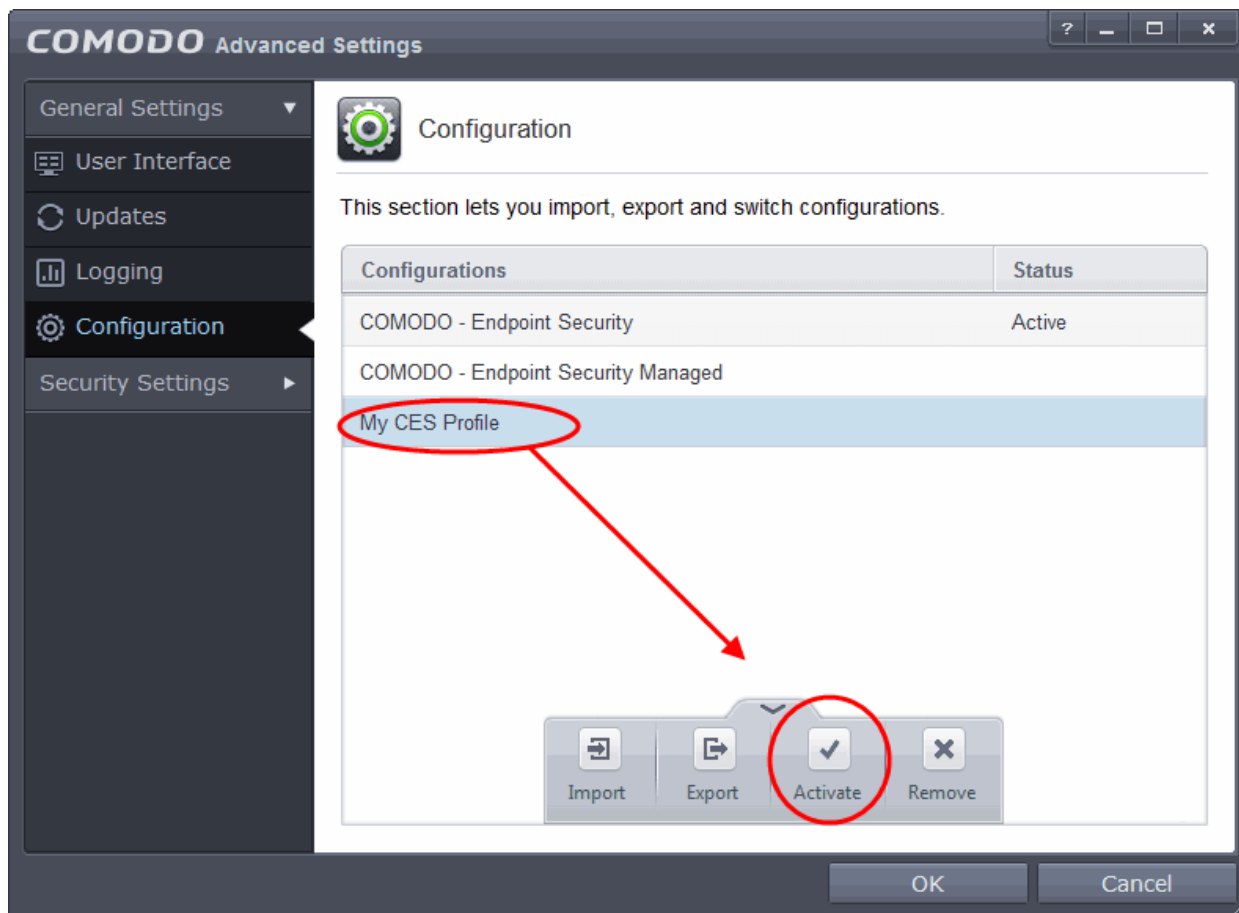 COMODO Advanced Settings
?
General Settings
User Interface
Updates
Logging
Configuration
Security Settings
Configuration
This section lets you import, export and switch configurations.
Configurations Status
COMODO - Endpoint Security Active
COMODO - Endpoint Security Managed
My CES Profile
Import Export Activate Remove
OK Cancel